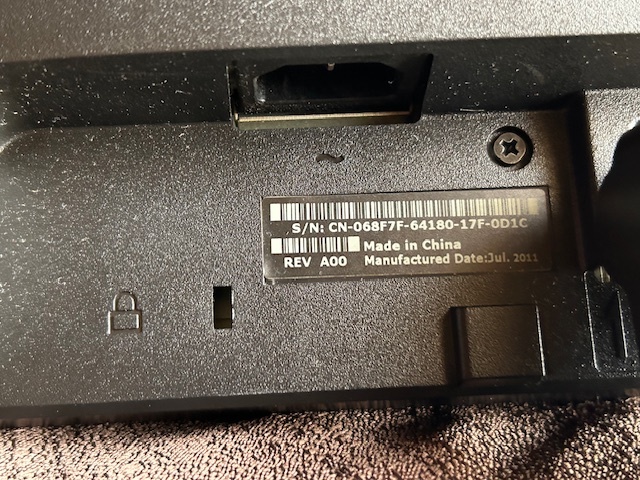 ~
S/N: CN-068F7F-64180-17F-0D1C
Made in China
REV A00 Manufactured Date:Jul. 2011